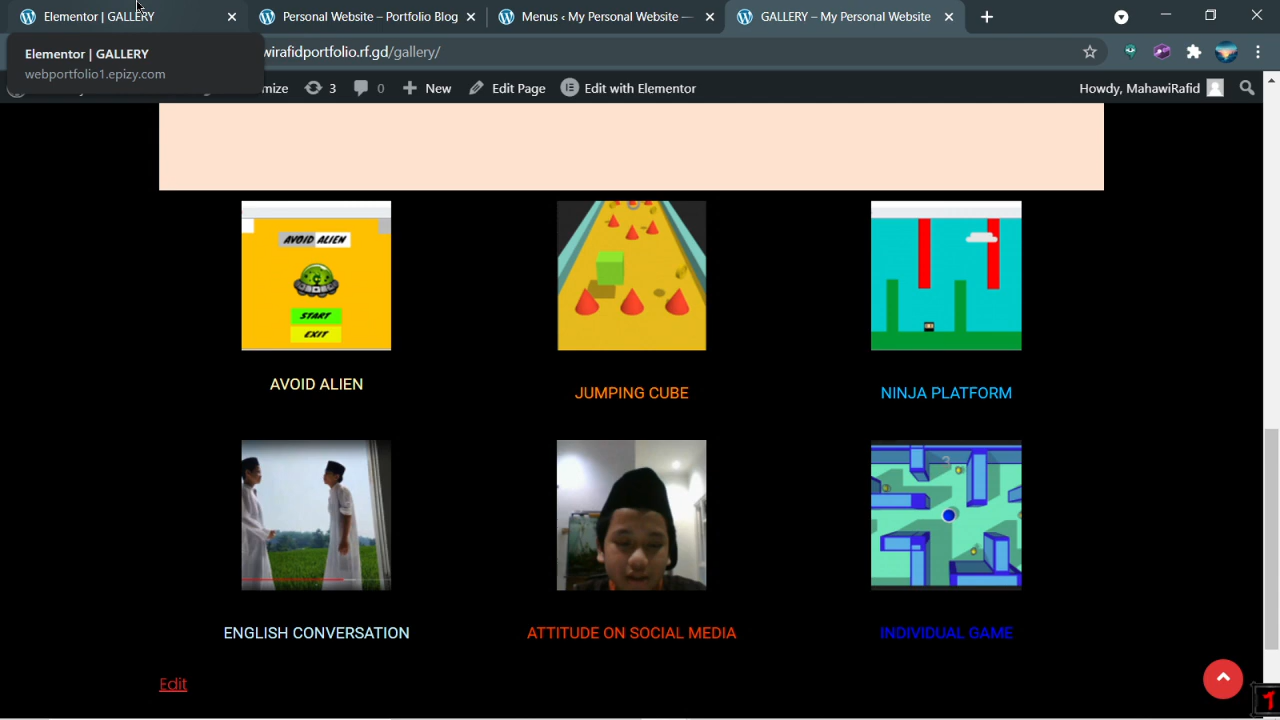 Elementor | GALLERY
Personal Website – Portfolio Blog
Menus ‹ My Personal Website —
GALLERY – My Personal Website
Elementor | GALLERY
webportfolio1.epizy.com
wirafidportfolio.rf.gd/gallery/
3
0
New
Edit Page
Edit with Elementor
Howdy, MahawiRafid
AVOID ALIEN
START
EXIT
AVOID ALIEN
JUMPING CUBE
NINJA PLATFORM
3
ENGLISH CONVERSATION
ATTITUDE ON SOCIAL MEDIA
INDIVIDUAL GAME
Edit
1